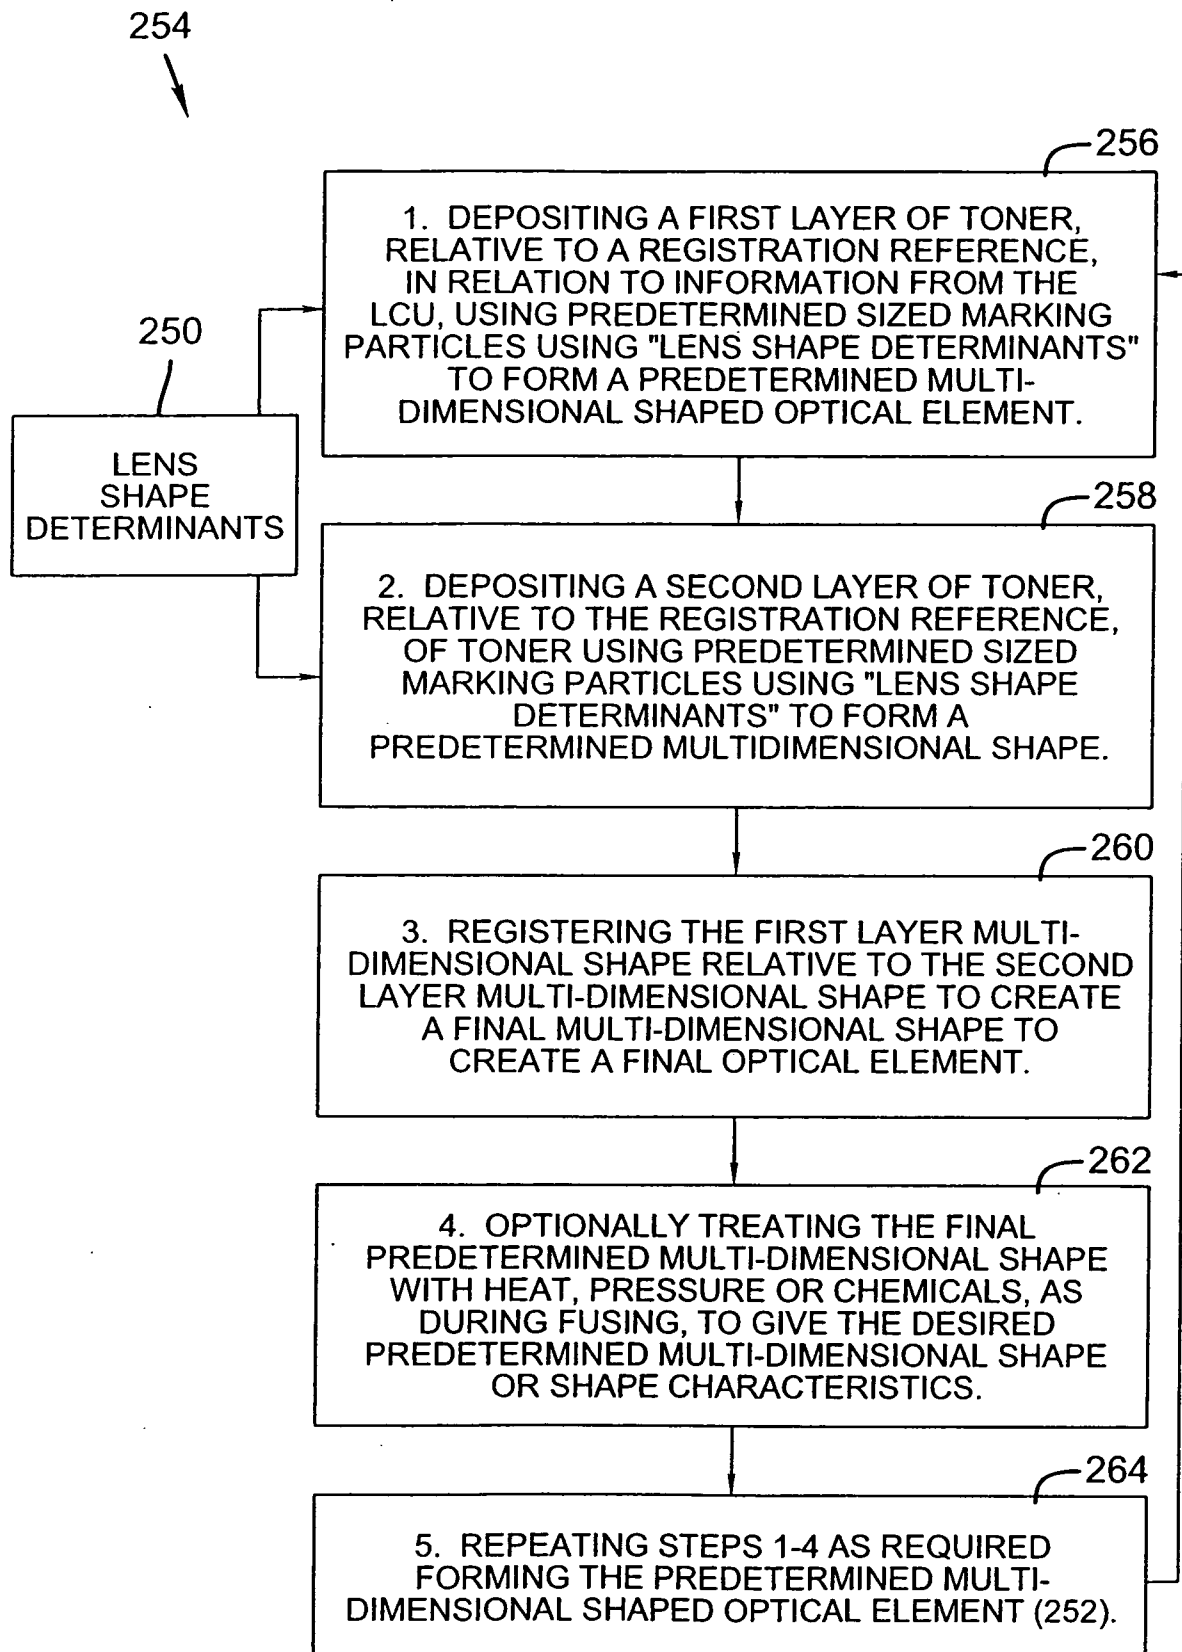 254
256
1. DEPOSITING A FIRST LAYER OF TONER,
RELATIVE TO A REGISTRATION REFERENCE,
IN RELATION TO INFORMATION FROM THE
LCU, USING PREDETERMINED SIZED MARKING
PARTICLES USING "LENS SHAPE DETERMINANTS"
TO FORM A PREDETERMINED MULTI-
DIMENSIONAL SHAPED OPTICAL ELEMENT.
250
LENS
SHAPE
DETERMINANTS
258
2. DEPOSITING A SECOND LAYER OF TONER,
RELATIVE TO THE REGISTRATION REFERENCE,
OF TONER USING PREDETERMINED SIZED
MARKING PARTICLES USING "LENS SHAPE
DETERMINANTS" TO FORM A
PREDETERMINED MULTIDIMENSIONAL SHAPE.
260
3. REGISTERING THE FIRST LAYER MULTI-
DIMENSIONAL SHAPE RELATIVE TO THE SECOND
LAYER MULTI-DIMENSIONAL SHAPE TO CREATE
A FINAL MULTI-DIMENSIONAL SHAPE TO
CREATE A FINAL OPTICAL ELEMENT.
262
4. OPTIONALLY TREATING THE FINAL
PREDETERMINED MULTI-DIMENSIONAL SHAPE
WITH HEAT, PRESSURE OR CHEMICALS, AS
DURING FUSING, TO GIVE THE DESIRED
PREDETERMINED MULTI-DIMENSIONAL SHAPE
OR SHAPE CHARACTERISTICS.
264
5. REPEATING STEPS 1-4 AS REQUIRED
FORMING THE PREDETERMINED MULTI-
DIMENSIONAL SHAPED OPTICAL ELEMENT (252).